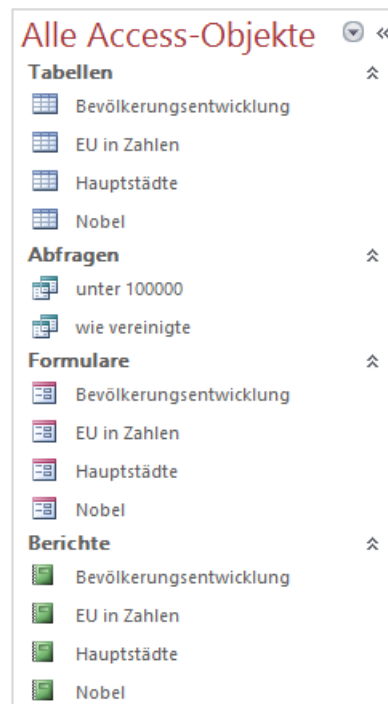 Alle Access-Objekte
Tabellen
Bevölkerungsentwicklung
EU in Zahlen
Hauptstädte
Nobel
Abfragen
unter 100000
wie vereinigte
Formulare
Bevölkerungsentwicklung
EU in Zahlen
Hauptstädte
Nobel
Berichte
Bevölkerungsentwicklung
EU in Zahlen
Hauptstädte
Nobel